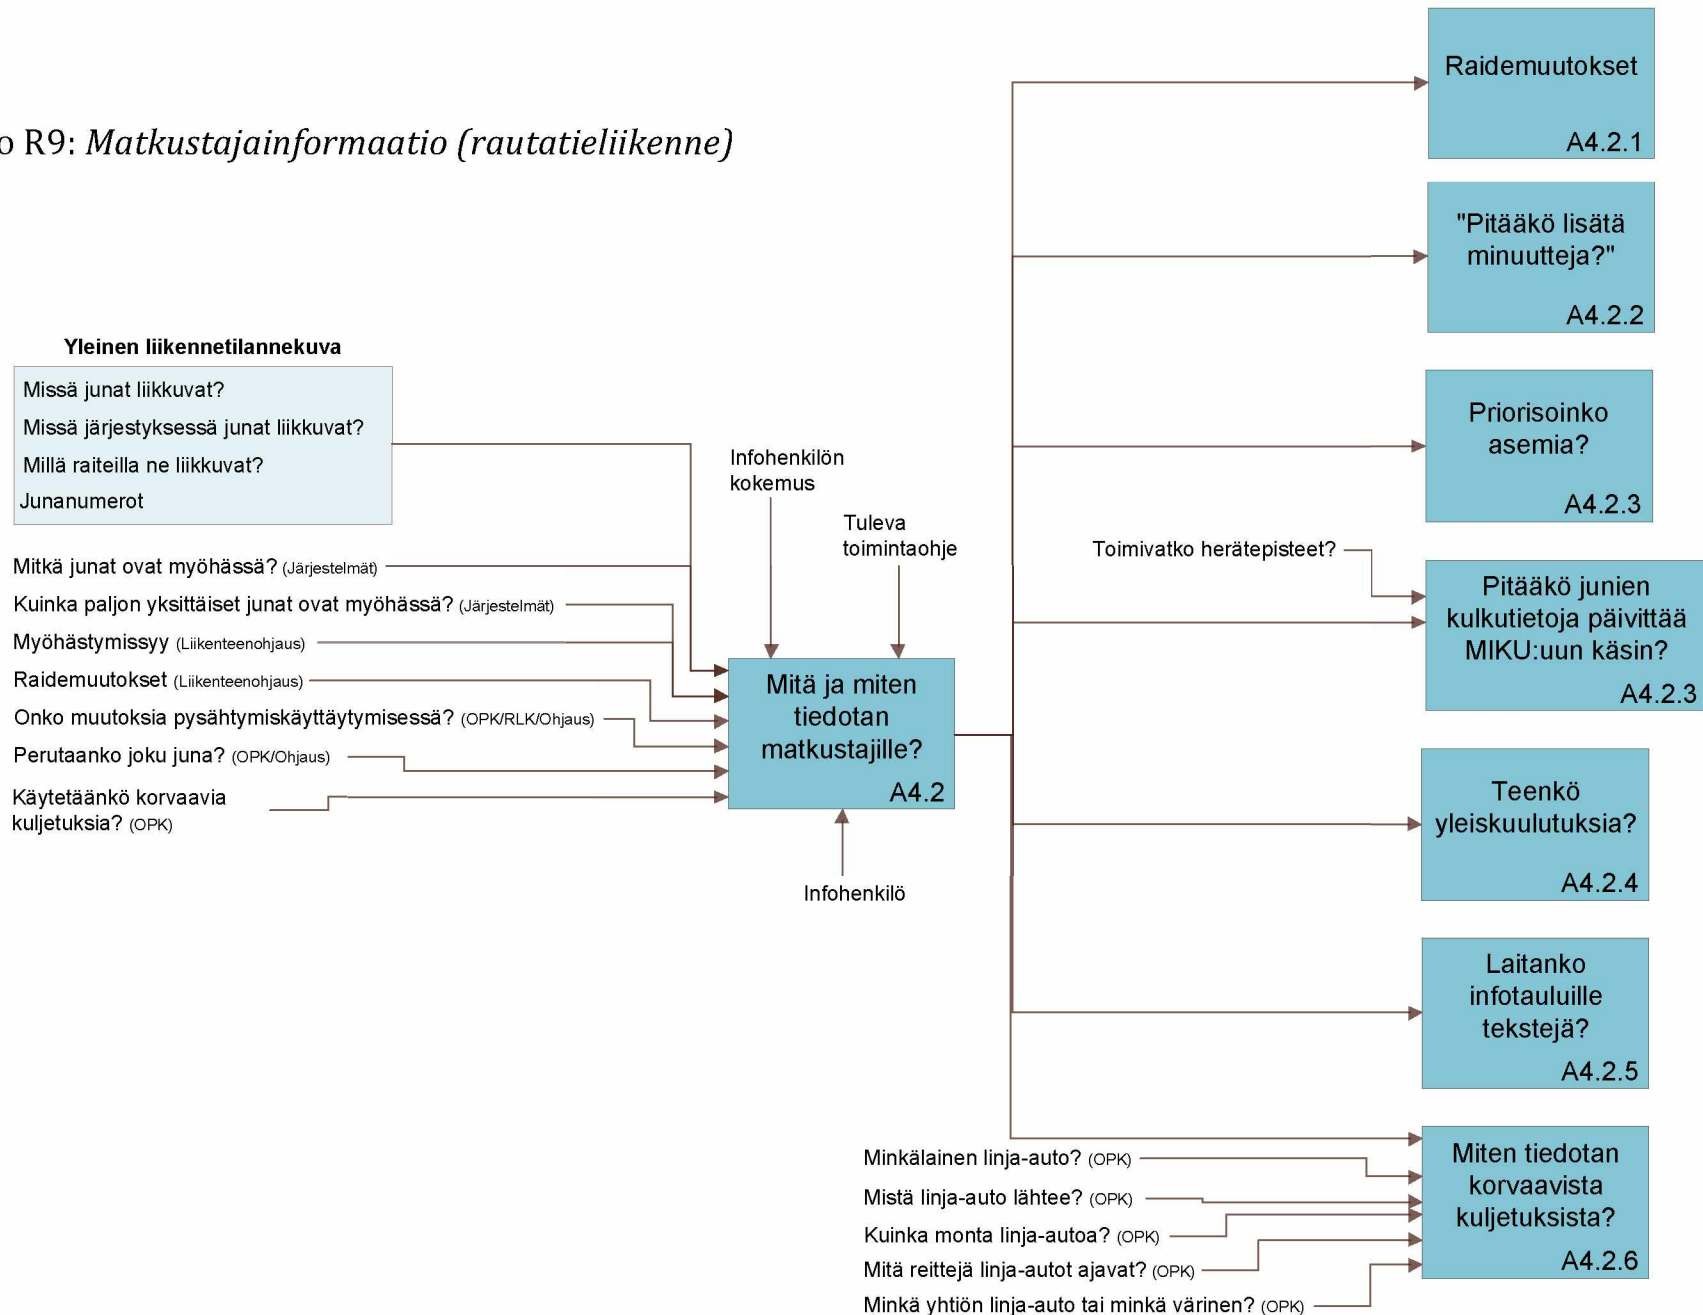 o R9: Matkustajainformaatio (rautatieliikenne)
Yleinen liikennetilannekuva
Missä junat liikkuvat?
Missä järjestyksessä junat liikkuvat?
Millä raiteilla ne liikkuvat?
Junanumerot
Mitkä junat ovat myöhässä? (Järjestelmät)
Kuinka paljon yksittäiset junat ovat myöhässä? (Järjestelmät)
Myöhästymissyy (Liikenteenohjaus)
Raidemuutokset (Liikenteenohjaus)
Onko muutoksia pysähtymiskäyttäytymisessä? (OPK/RLK/Ohjaus)
Perutaanko joku juna? (OPK/Ohjaus)
Käytetäänkö korvaavia
kuljetuksia? (OPK)
Infohenkilön
kokemus
Tuleva
toimintaohje
Mitä ja miten
tiedotan
matkustajille?
A4.2
Infohenkilö
Raidemuutokset
A4.2.1
"Pitääkö lisätä
minuutteja?"
A4.2.2
Priorisoinko
asemia?
A4.2.3
Toimivatko herätepisteet?
Pitääkö junien
kulkutietoja päivittää
MIKU:uun käsin?
A4.2.3
Teenkö
yleiskuulutuksia?
A4.2.4
Laitanko
infotauluille
tekstejä?
A4.2.5
Minkälainen linja-auto? (OPK)
Mistä linja-auto lähtee? (OPK)
Kuinka monta linja-autoa? (OPK)
Mitä reittejä linja-autot ajavat? (OPK)
Minkä yhtiön linja-auto tai minkä värinen? (OPK)
Miten tiedotan
korvaavista
kuljetuksista?
A4.2.6